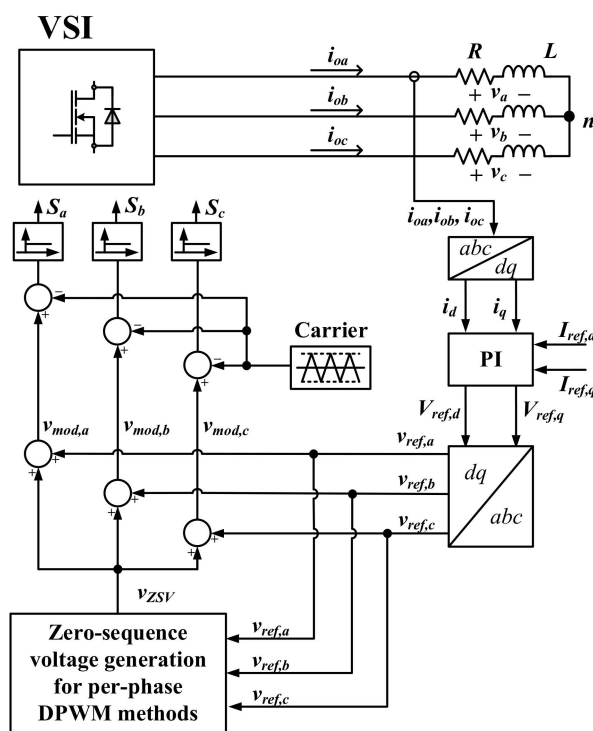 VSI
i_oa
R
L
+ v_a −
i_ob
+ v_b −
n
i_oc
+ v_c −
S_a
S_b
S_c
i_oa, i_ob, i_oc
abc
dq
i_d
i_q
Carrier
PI
I_ref,d
I_ref,q
V_ref,d
V_ref,q
v_mod,a
v_mod,b
v_mod,c
v_ref,a
v_ref,b
v_ref,c
dq
abc
v_ZSV
Zero-sequence
voltage generation
for per-phase
DPWM methods
v_ref,a
v_ref,b
v_ref,c